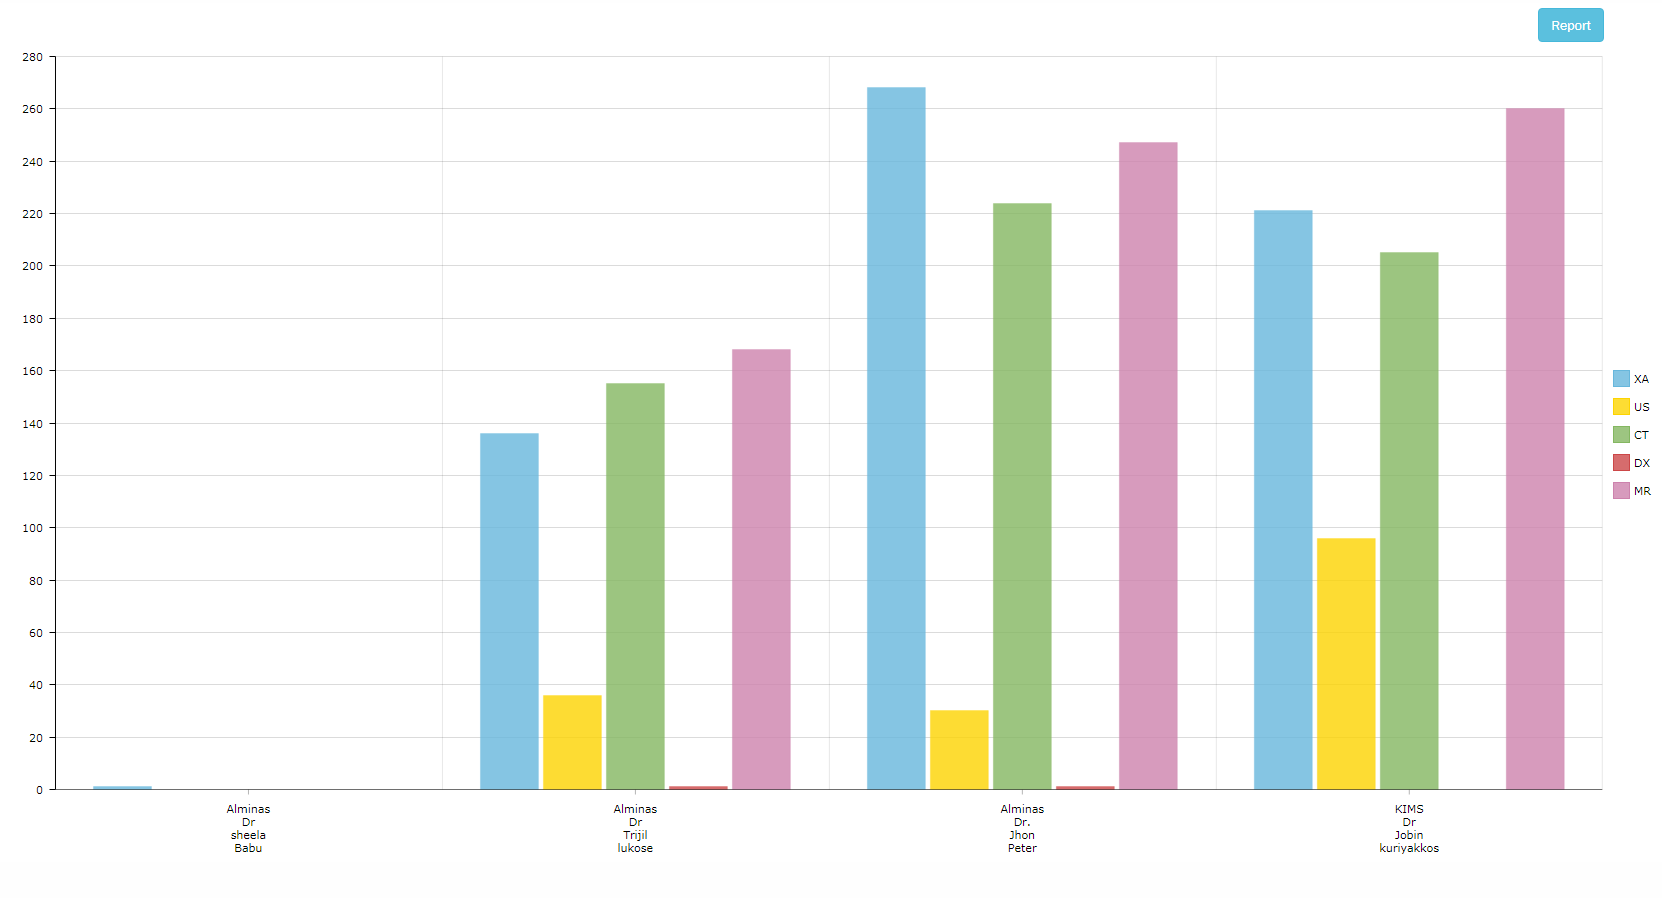 Report
280
260
240
220
200
180
160
140
120
100
80
60
40
20
0
Alminas
Dr
sheela
Babu
Alminas
Dr
Trijil
lukose
Alminas
Dr.
Jhon
Peter
KIMS
Dr
Jobin
kuriyakkos
XA
US
CT
DX
MR